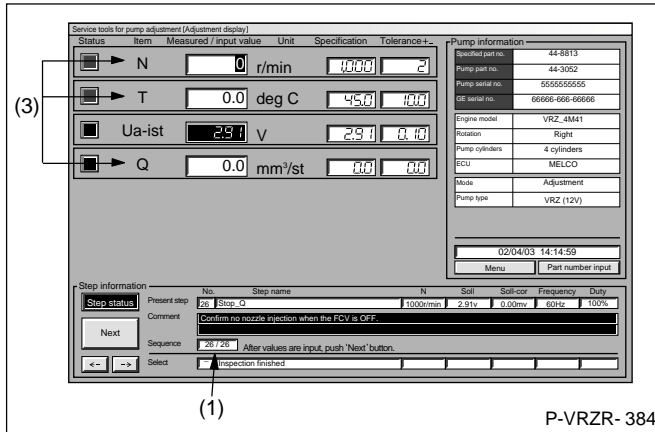 Service tools for pump adjustment [Adjustment display]
Status Item Measured / input value Unit Specification Tolerance+_
N 0 r/min 1,000 2
T 0.0 deg C 45.0 10.0
Ua-ist 2.91 V 2.91 0.10
Q 0.0 mm³/st 0.0 0.0
(3)
Pump information
Specified part no. 44-8813
Pump part no. 44-3052
Pump serial no. 5555555555
GE serial no. 66666-666-66666
Engine model VRZ_4M41
Rotation Right
Pump cylinders 4 cylinders
ECU MELCO
Mode Adjustment
Pump type VRZ (12V)
02/04/03 14:14:59
Menu Part number input
Step information
No. Step name N Soll Soll-cor Frequency Duty
Step status Present step 26 Stop_Q 1000r/min 2.91v 0.00mv 60Hz 100%
Comment Confirm no nozzle injection when the FCV is OFF.
Next
Sequence 26 / 26 After values are input, push 'Next' button.
<- -> Select - Inspection finished
(1)
P-VRZR- 384